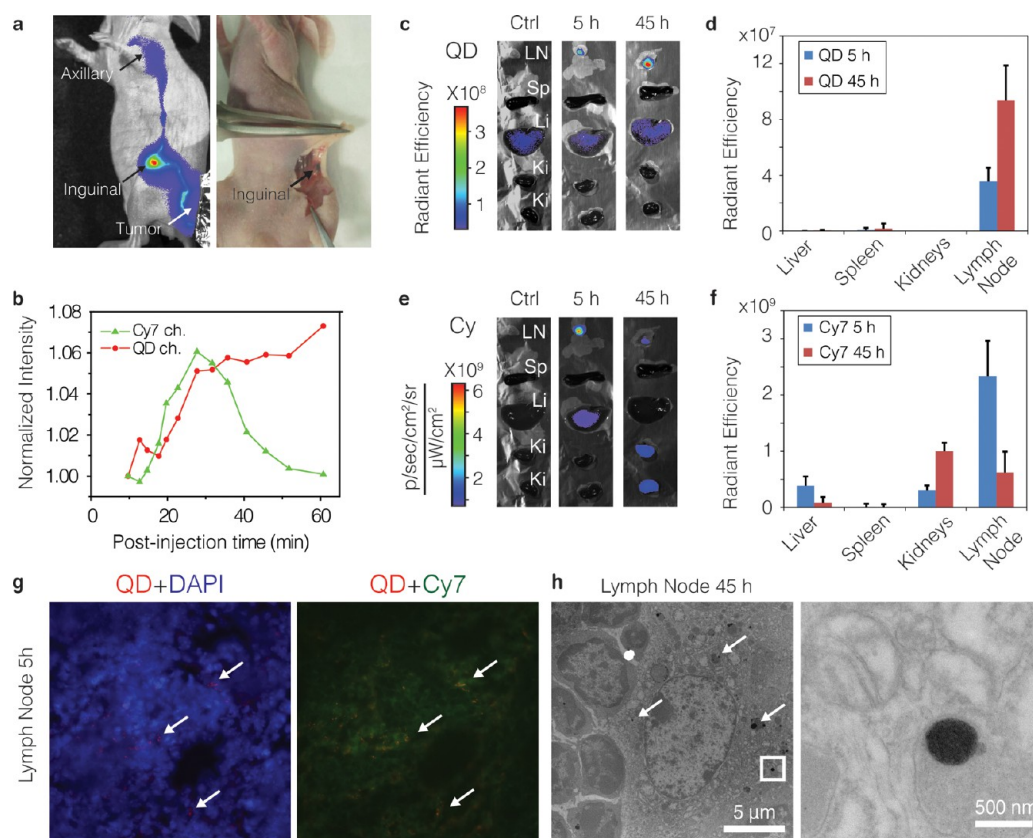 a
Axillary
Inguinal
Tumor
Inguinal
b
Normalized Intensity
1.08
1.06
1.04
1.02
1.00
Cy7 ch.
QD ch.
0
20
40
60
Post-injection time (min)
c
Ctrl
5 h
45 h
QD
X10⁸
Radiant Efficiency
3
2
1
LN
Sp
Li
Ki
Ki
d
x10⁷
Radiant Efficiency
12
8
4
0
QD 5 h
QD 45 h
Liver
Spleen
Kidneys
Lymph
Node
e
Ctrl
5 h
45 h
Cy
X10⁹
p/sec/cm²/sr
µW/cm²
6
5
4
3
2
1
LN
Sp
Li
Ki
Ki
f
x10⁹
Radiant Efficiency
3
2
1
0
Cy7 5 h
Cy7 45 h
Liver
Spleen
Kidneys
Lymph
Node
g
QD+DAPI
QD+Cy7
Lymph Node 5h
h
Lymph Node 45 h
5 µm
500 nm